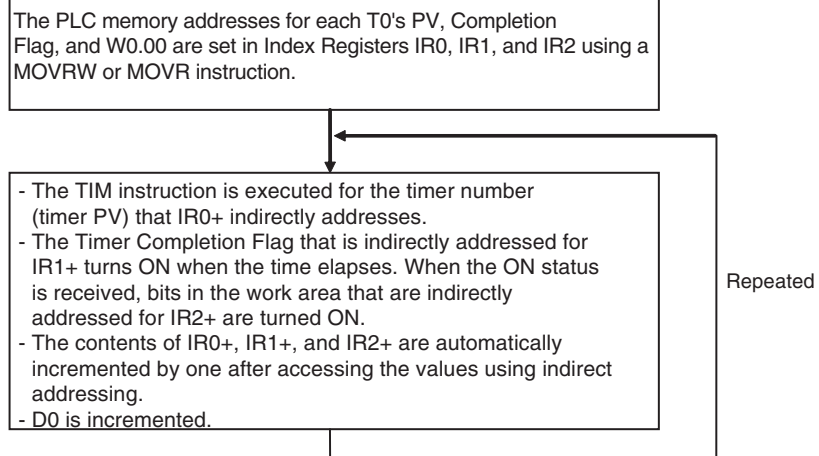 The PLC memory addresses for each T0's PV, Completion
Flag, and W0.00 are set in Index Registers IR0, IR1, and IR2 using a
MOVRW or MOVR instruction.
- The TIM instruction is executed for the timer number
(timer PV) that IR0+ indirectly addresses.
- The Timer Completion Flag that is indirectly addressed for
IR1+ turns ON when the time elapses. When the ON status
is received, bits in the work area that are indirectly
addressed for IR2+ are turned ON.
- The contents of IR0+, IR1+, and IR2+ are automatically
incremented by one after accessing the values using indirect
addressing.
- D0 is incremented.
Repeated